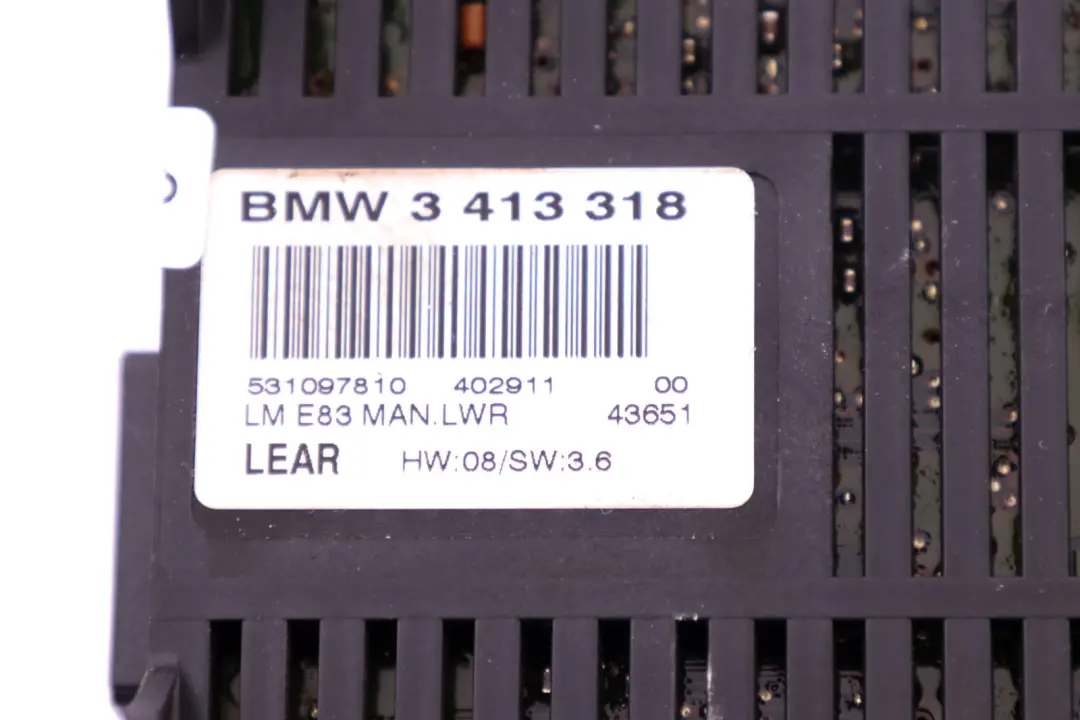 BMW 3 413 318
531097810 402911 00
LM E83 MAN.LWR 43651
LEAR HW:08/SW:3.6